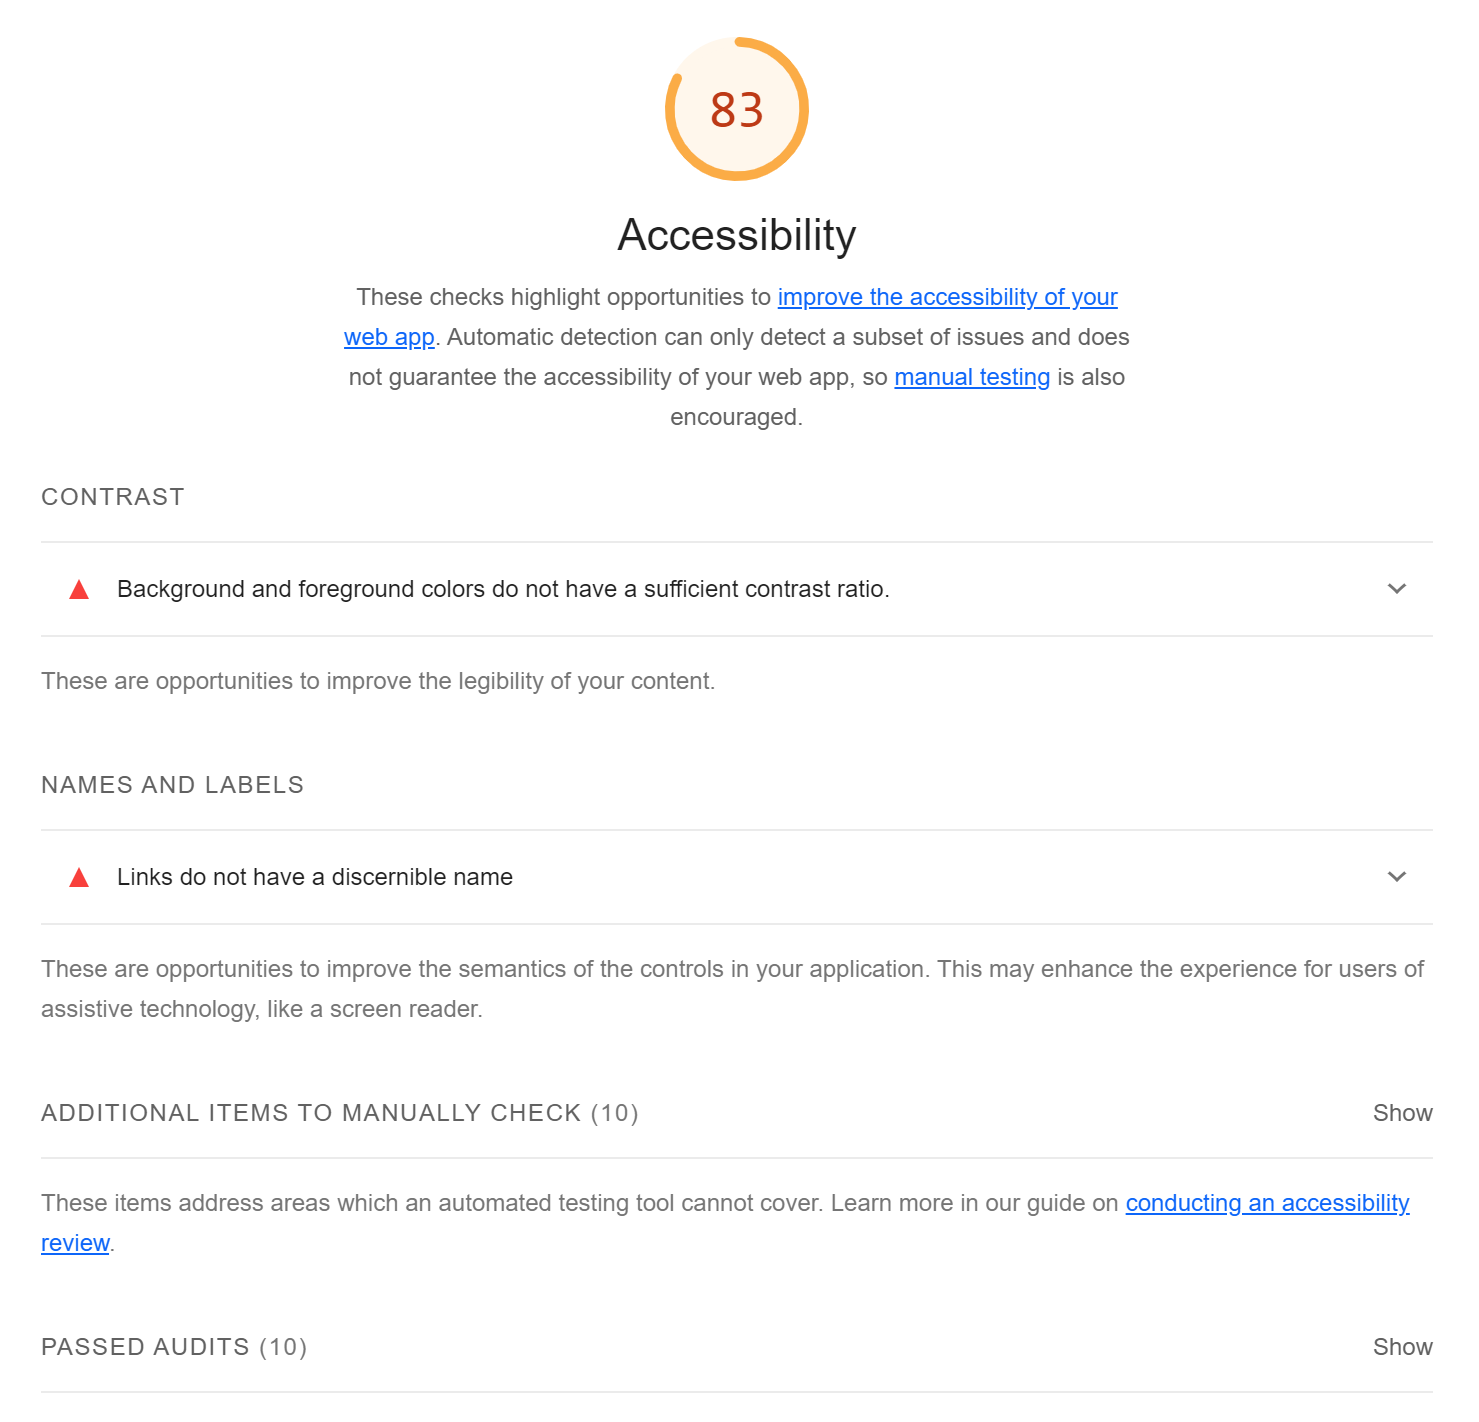 83
Accessibility
These checks highlight opportunities to improve the accessibility of your
web app. Automatic detection can only detect a subset of issues and does
not guarantee the accessibility of your web app, so manual testing is also
encouraged.
CONTRAST
Background and foreground colors do not have a sufficient contrast ratio.
These are opportunities to improve the legibility of your content.
NAMES AND LABELS
Links do not have a discernible name
These are opportunities to improve the semantics of the controls in your application. This may enhance the experience for users of
assistive technology, like a screen reader.
ADDITIONAL ITEMS TO MANUALLY CHECK (10) Show
These items address areas which an automated testing tool cannot cover. Learn more in our guide on conducting an accessibility
review.
PASSED AUDITS (10) Show